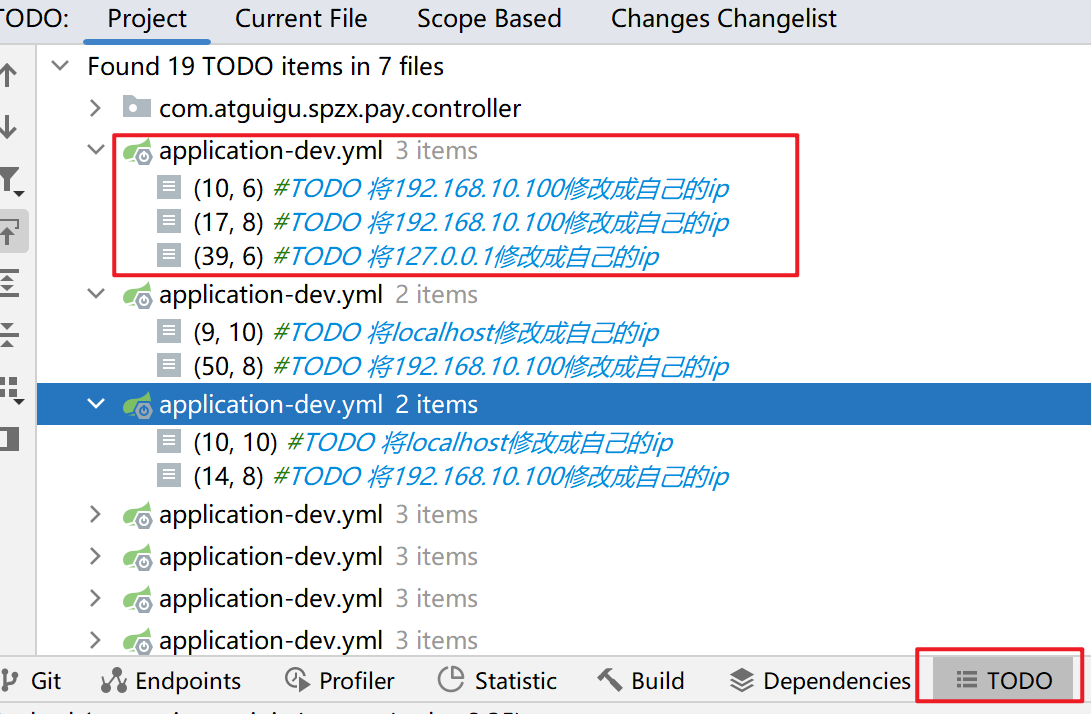 TODO: Project Current File Scope Based Changes Changelist
Found 19 TODO items in 7 files
com.atguigu.spzx.pay.controller
application-dev.yml 3 items
(10, 6) #TODO 将192.168.10.100修改成自己的ip
(17, 8) #TODO 将192.168.10.100修改成自己的ip
(39, 6) #TODO 将127.0.0.1修改成自己的ip
application-dev.yml 2 items
(9, 10) #TODO 将localhost修改成自己的ip
(50, 8) #TODO 将192.168.10.100修改成自己的ip
application-dev.yml 2 items
(10, 10) #TODO 将localhost修改成自己的ip
(14, 8) #TODO 将192.168.10.100修改成自己的ip
application-dev.yml 3 items
application-dev.yml 3 items
application-dev.yml 3 items
application-dev.yml 3 items
Git Endpoints Profiler Statistic Build Dependencies TODO